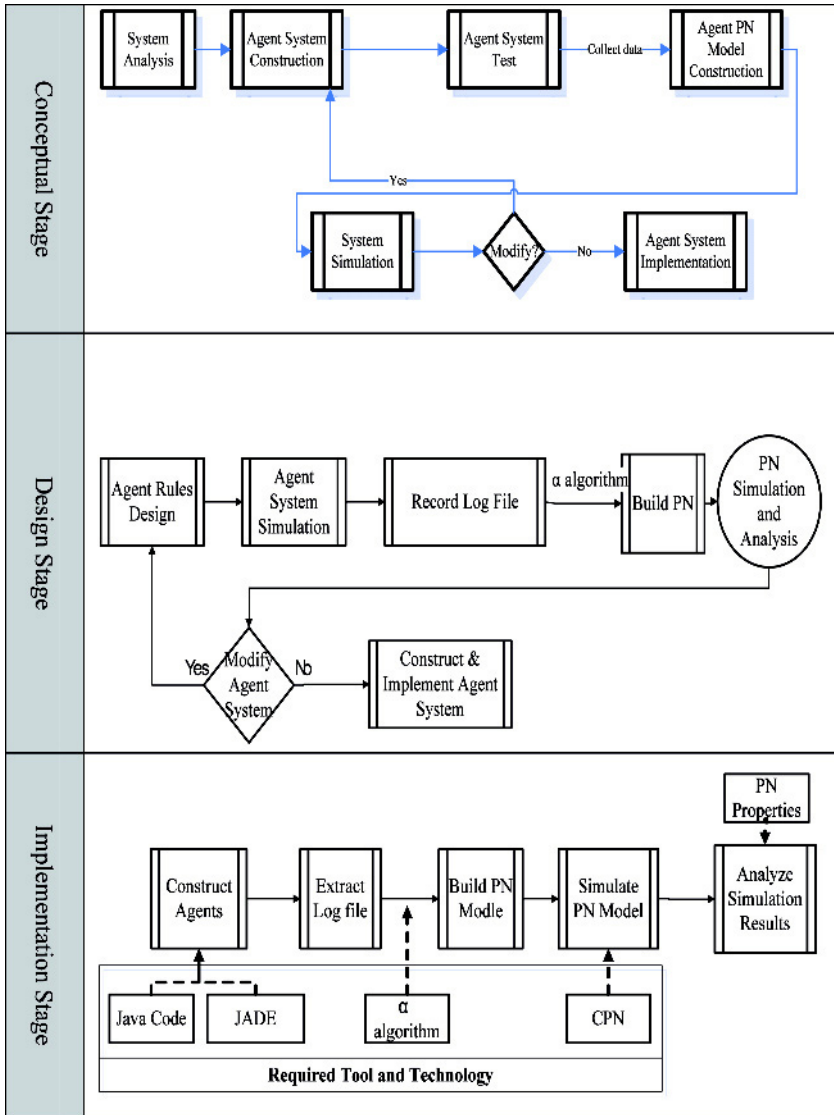 Conceptual Stage
System
Analysis
Agent System
Construction
Agent System
Test
Collect data
Agent PN
Model
Construction
Yes
System
Simulation
Modify?
No
Agent System
Implementation
Design Stage
Agent Rules
Design
Agent
System
Simulation
Record Log File
α algorithm
Build PN
PN
Simulation
and
Analysis
Yes
Modify
Agent
System
No
Construct &
Implement Agent
System
Implementation Stage
PN
Properties
Construct
Agents
Extract
Log file
Build PN
Modle
Simulate
PN Model
Analyze
Simulation
Results
Java Code
JADE
α
algorithm
CPN
Required Tool and Technology